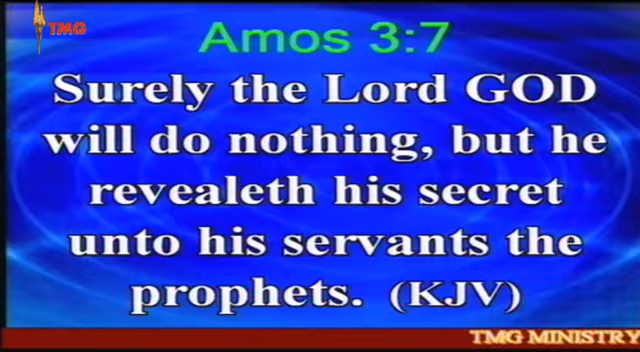 TMG
Amos 3:7
Surely the Lord GOD
will do nothing, but he
revealeth his secret
unto his servants the
prophets. (KJV)
TMG MINISTRY